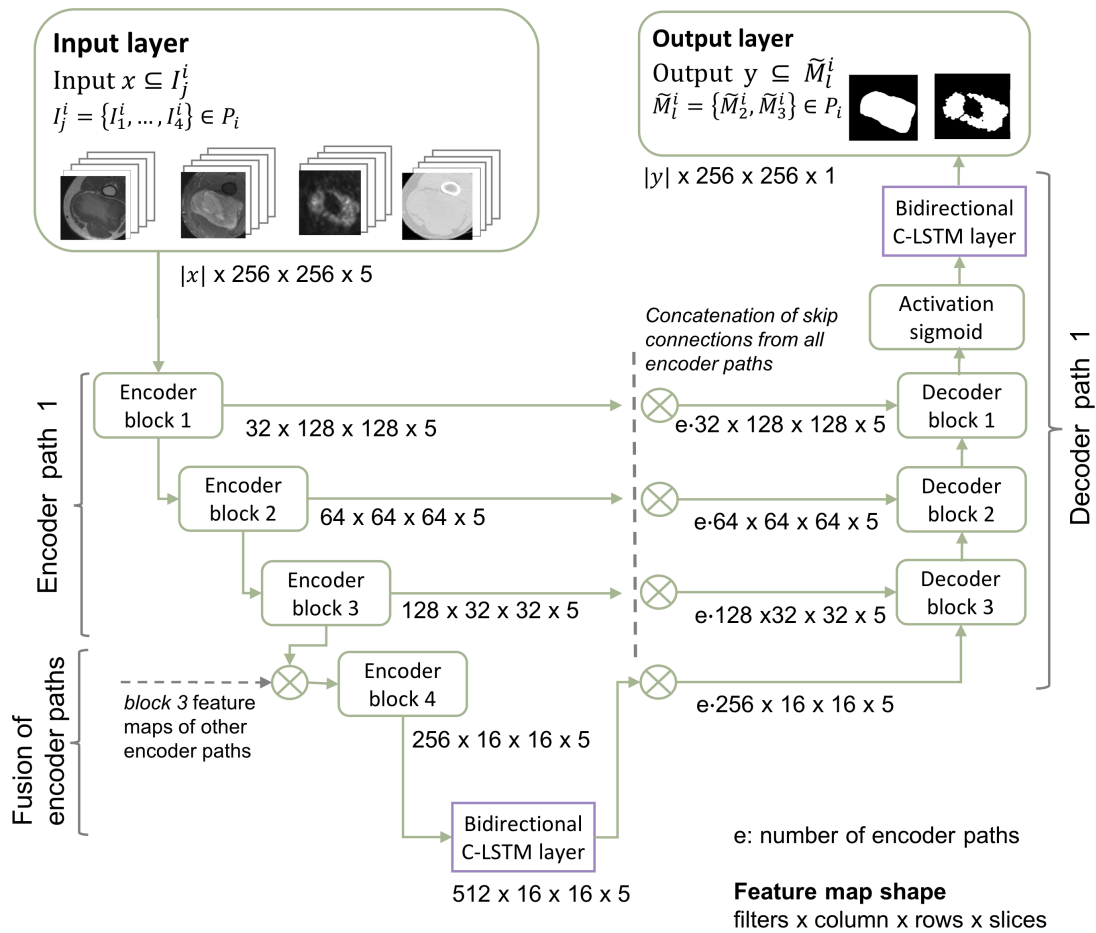 Input layer
Input x ⊆ I_j^i
I_j^i = {I_1^i, ..., I_4^i} ∈ P_i
|x| x 256 x 256 x 5
Output layer
Output y ⊆ M̃_l^i
M̃_l^i = {M̃_2^i, M̃_3^i} ∈ P_i
|y| x 256 x 256 x 1
Bidirectional
C-LSTM layer
Activation
sigmoid
Concatenation of skip
connections from all
encoder paths
Encoder path 1
Encoder
block 1
32 x 128 x 128 x 5
e·32 x 128 x 128 x 5
Decoder
block 1
Encoder
block 2
64 x 64 x 64 x 5
e·64 x 64 x 64 x 5
Decoder
block 2
Encoder
block 3
128 x 32 x 32 x 5
e·128 x32 x 32 x 5
Decoder
block 3
Decoder path 1
Fusion of
encoder paths
block 3 feature
maps of other
encoder paths
Encoder
block 4
256 x 16 x 16 x 5
e·256 x 16 x 16 x 5
Bidirectional
C-LSTM layer
512 x 16 x 16 x 5
e: number of encoder paths
Feature map shape
filters x column x rows x slices